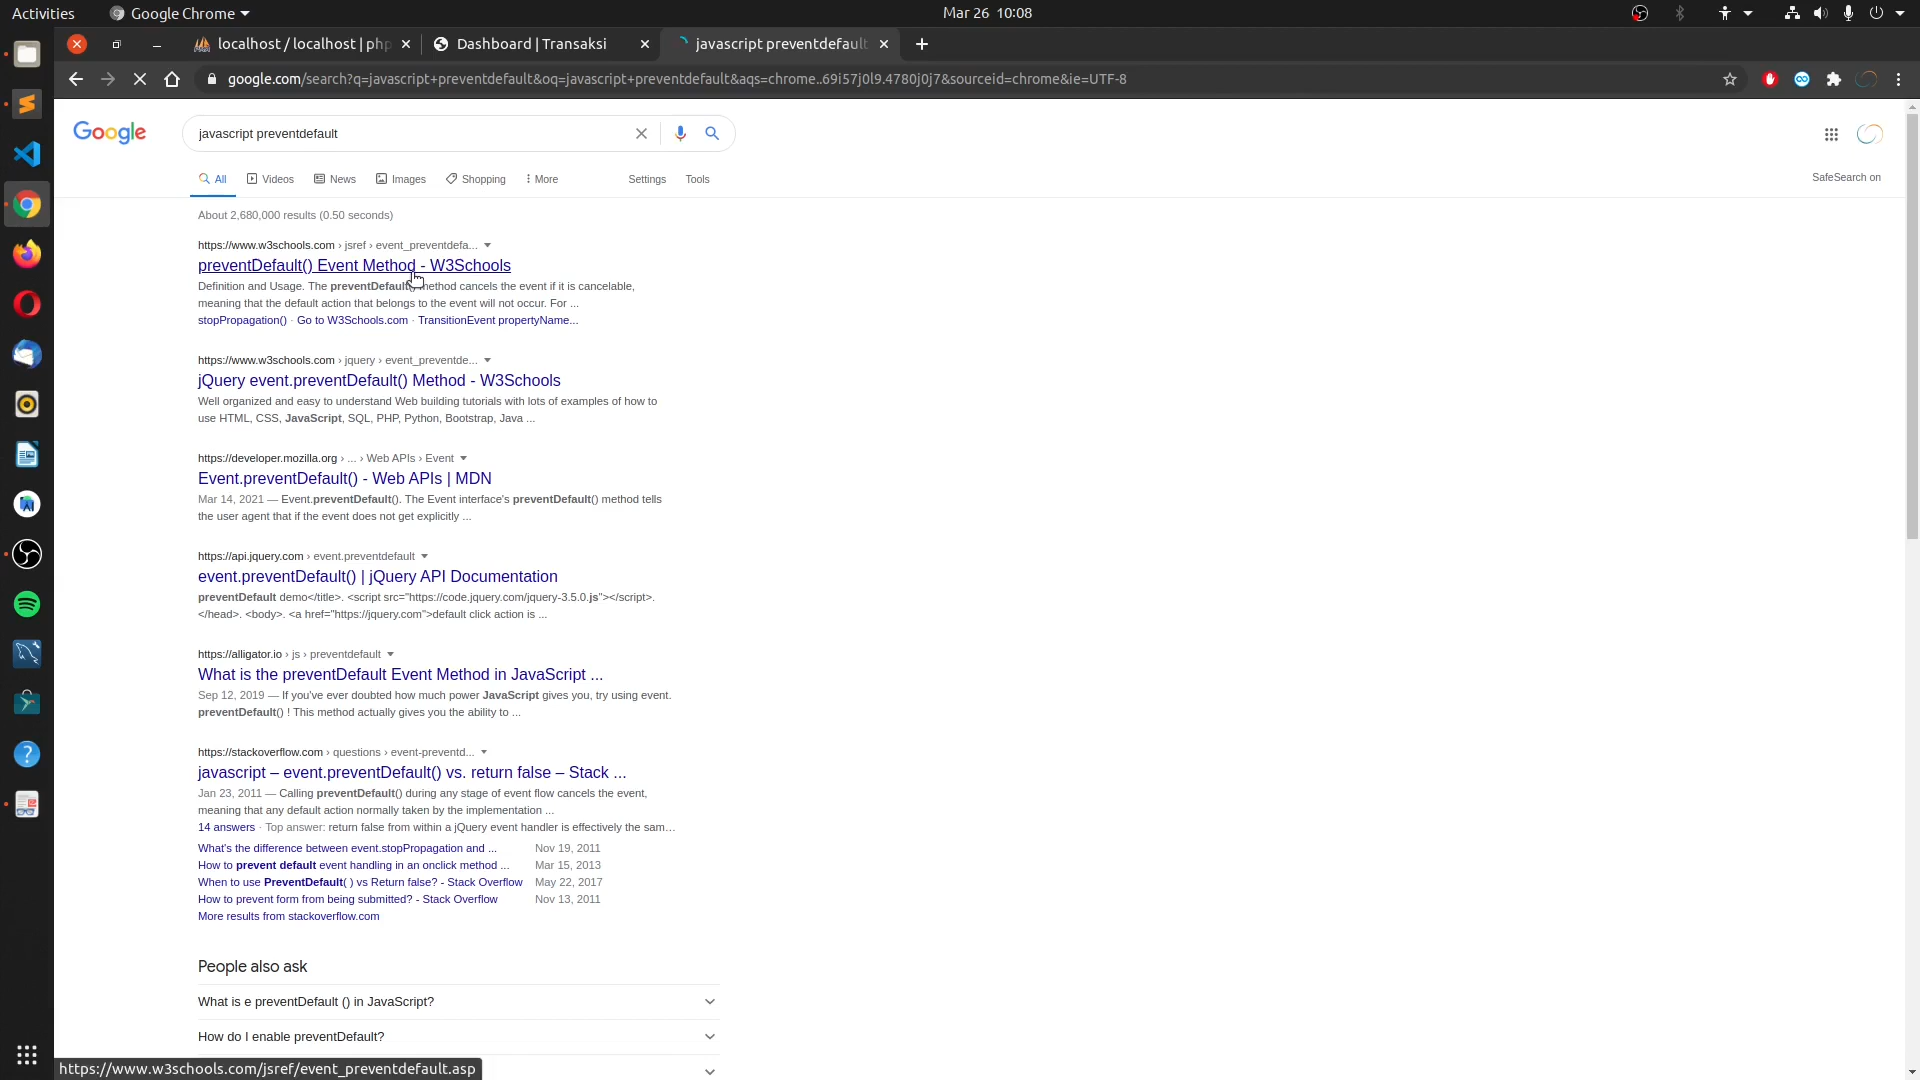 Activities
Google Chrome
Mar 26 10:08
localhost / localhost | php
Dashboard | Transaksi
javascript preventdefault
google.com/search?q=javascript+preventdefault&oq=javascript+preventdefault&aqs=chrome..69i57j0l9.4780j0j7&sourceid=chrome&ie=UTF-8
Google
javascript preventdefault
All
Videos
News
Images
Shopping
More
Settings
Tools
SafeSearch on
About 2,680,000 results (0.50 seconds)
https://www.w3schools.com › jsref › event_preventdefa...
preventDefault() Event Method - W3Schools
Definition and Usage. The preventDefault() method cancels the event if it is cancelable,
meaning that the default action that belongs to the event will not occur. For ...
stopPropagation() · Go to W3Schools.com · TransitionEvent propertyName...
https://www.w3schools.com › jquery › event_preventde...
jQuery event.preventDefault() Method - W3Schools
Well organized and easy to understand Web building tutorials with lots of examples of how to
use HTML, CSS, JavaScript, SQL, PHP, Python, Bootstrap, Java ...
https://developer.mozilla.org › ... › Web APIs › Event
Event.preventDefault() - Web APIs | MDN
Mar 14, 2021 — Event.preventDefault(). The Event interface's preventDefault() method tells
the user agent that if the event does not get explicitly ...
https://api.jquery.com › event.preventdefault
event.preventDefault() | jQuery API Documentation
preventDefault demo</title>. <script src="https://code.jquery.com/jquery-3.5.0.js"></script>.
</head>. <body>. <a href="https://jquery.com">default click action is ...
https://alligator.io › js › preventdefault
What is the preventDefault Event Method in JavaScript ...
Sep 12, 2019 — If you've ever doubted how much power JavaScript gives you, try using event.
preventDefault() ! This method actually gives you the ability to ...
https://stackoverflow.com › questions › event-preventd...
javascript – event.preventDefault() vs. return false – Stack ...
Jan 23, 2011 — Calling preventDefault() during any stage of event flow cancels the event,
meaning that any default action normally taken by the implementation ...
14 answers · Top answer: return false from within a jQuery event handler is effectively the sam...
What's the difference between event.stopPropagation and ... Nov 19, 2011
How to prevent default event handling in an onclick method ... Mar 15, 2013
When to use PreventDefault( ) vs Return false? - Stack Overflow May 22, 2017
How to prevent form from being submitted? - Stack Overflow Nov 13, 2011
More results from stackoverflow.com
People also ask
What is e preventDefault () in JavaScript?
How do I enable preventDefault?
https://www.w3schools.com/jsref/event_preventdefault.asp